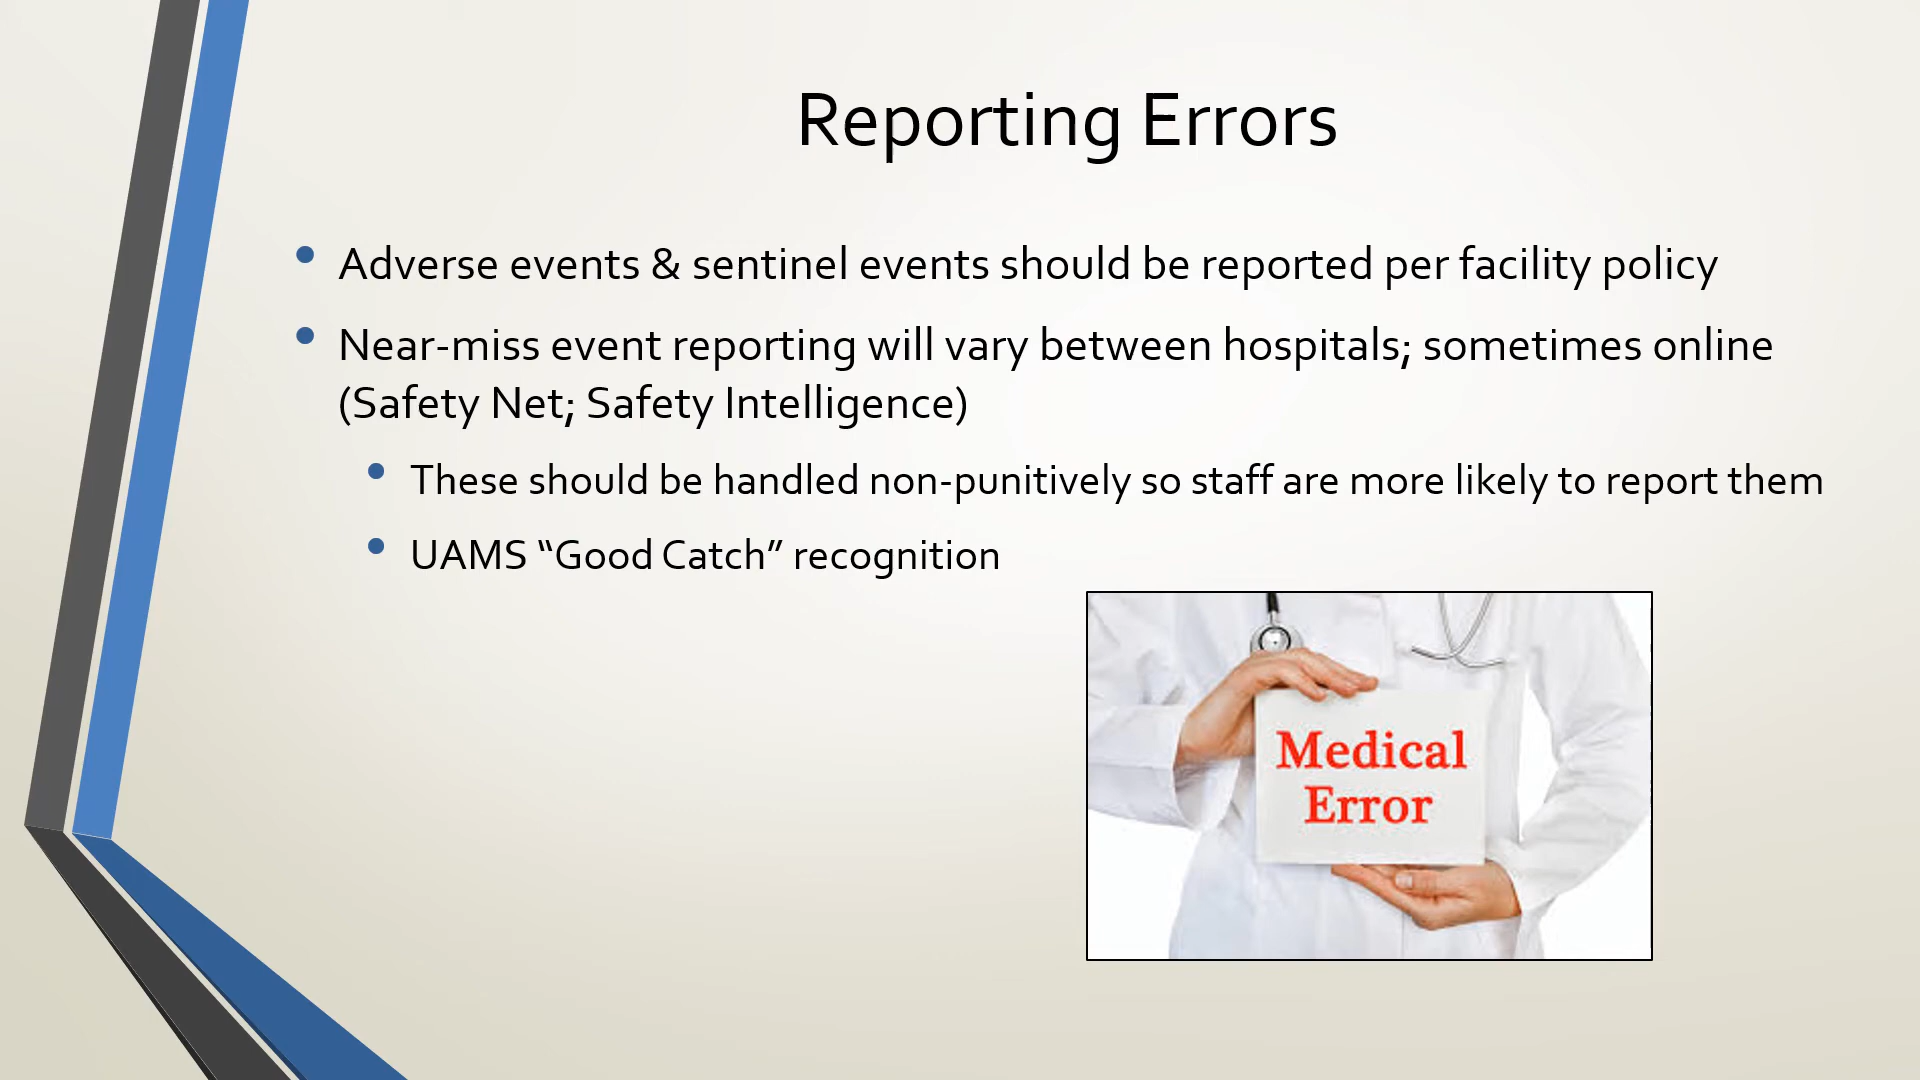 Reporting Errors
Adverse events & sentinel events should be reported per facility policy
Near-miss event reporting will vary between hospitals; sometimes online
(Safety Net; Safety Intelligence)
These should be handled non-punitively so staff are more likely to report them
UAMS “Good Catch” recognition
Medical
Error